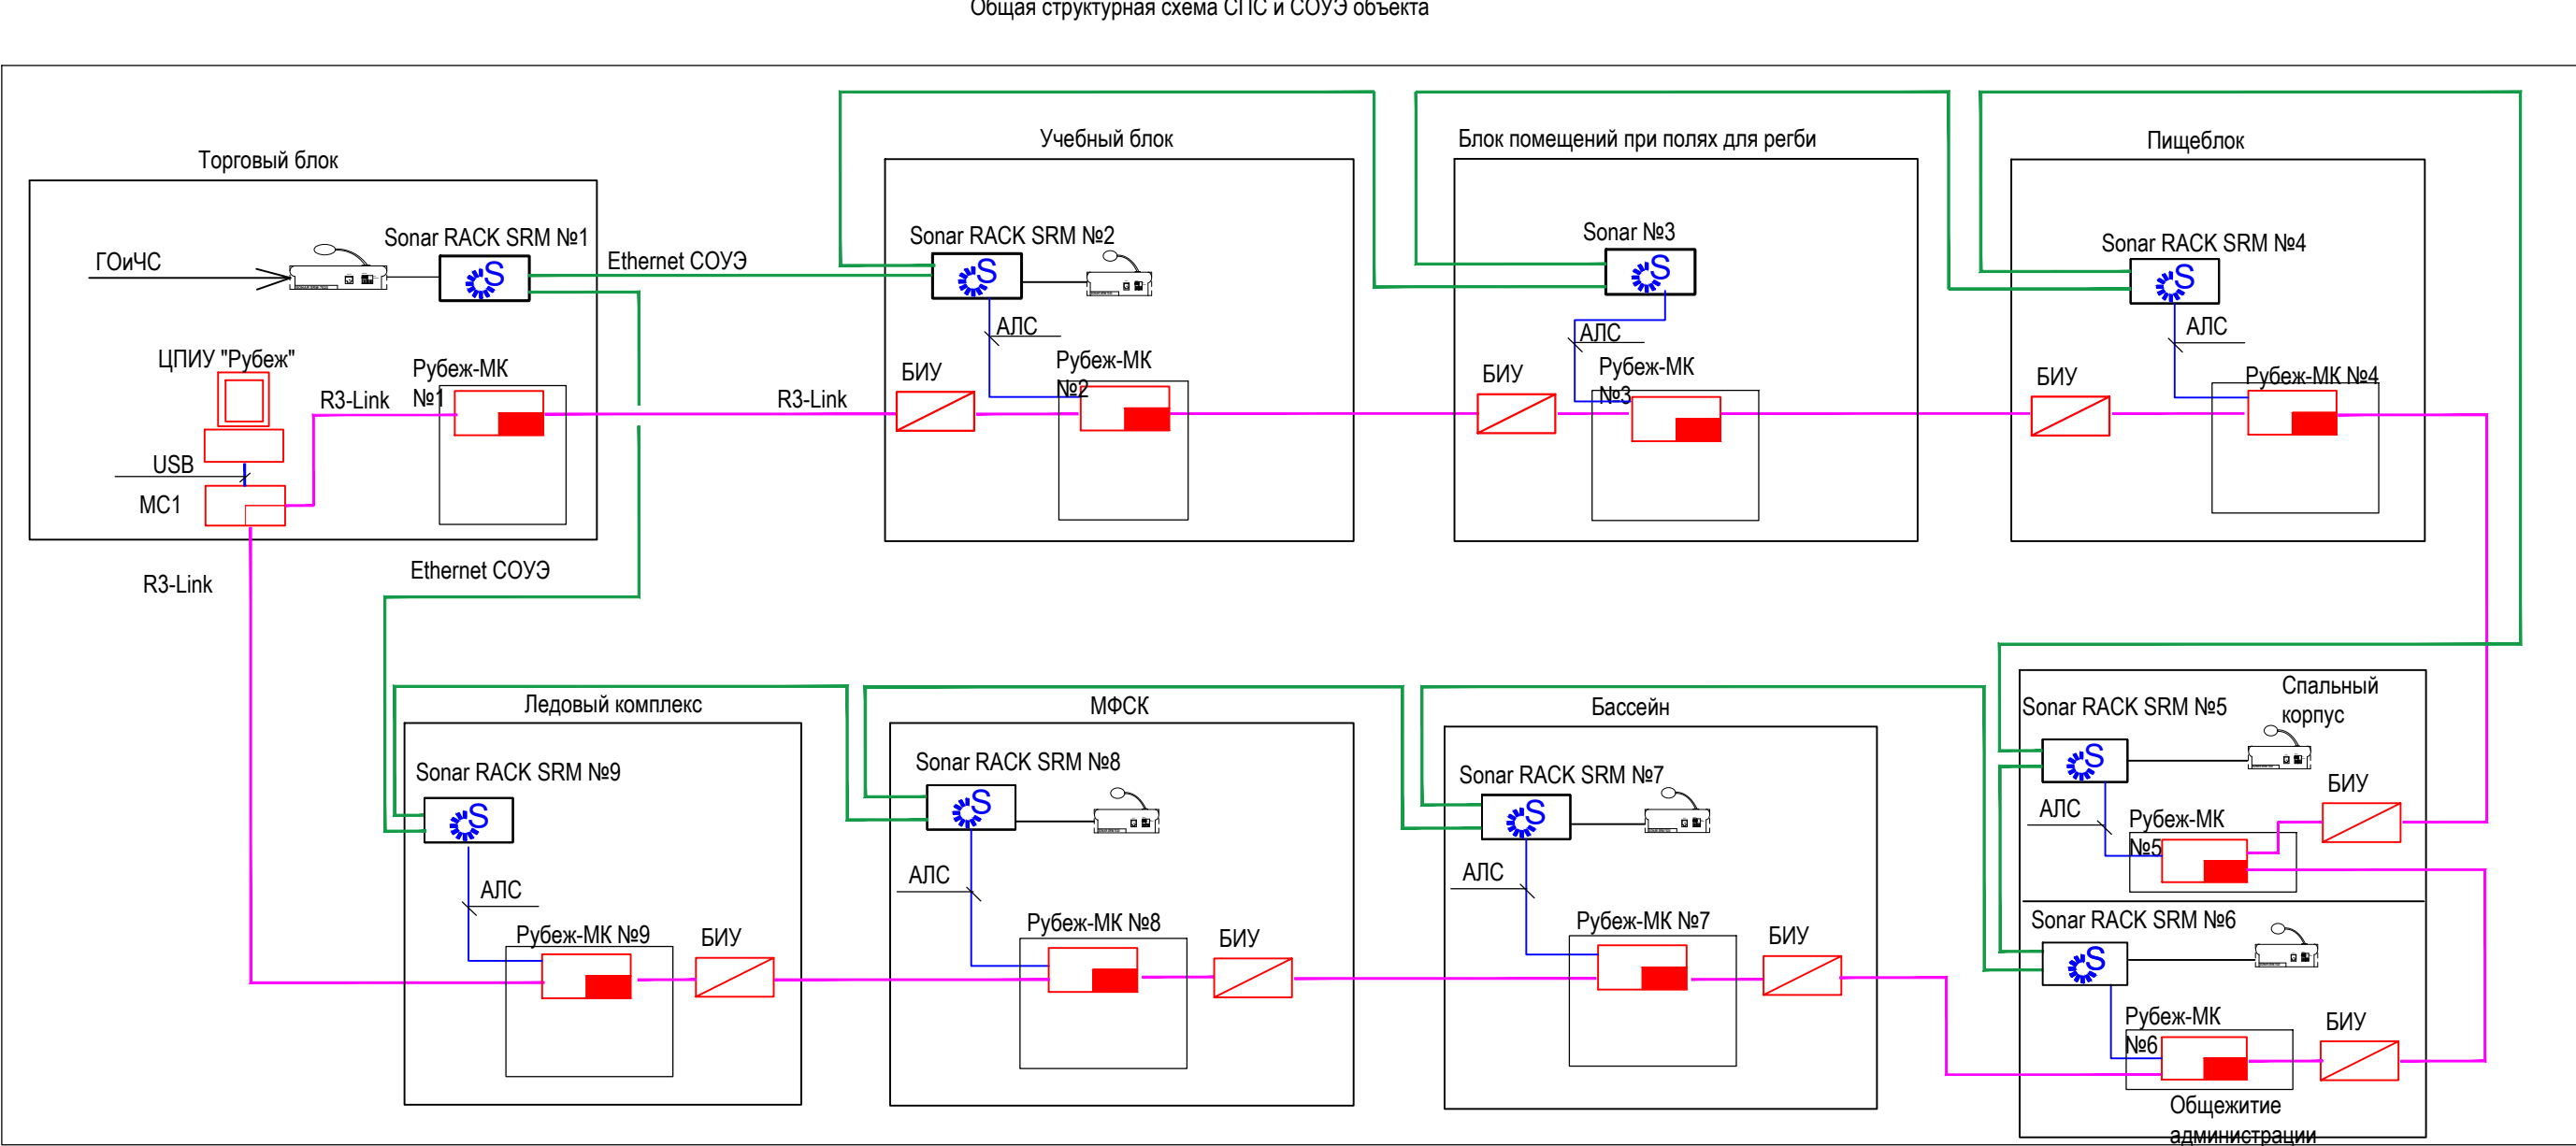 Общая структурная схема СПС и СОУЭ объекта
Торговый блок
ГОиЧС
Sonar RACK SRM №1
Ethernet СОУЭ
ЦПИУ "Рубеж"
Рубеж-МК
№1
R3-Link
USB
МС1
R3-Link
Ethernet СОУЭ
R3-Link
Учебный блок
Sonar RACK SRM №2
АЛС
БИУ
Рубеж-МК
№2
Блок помещений при полях для регби
Sonar №3
АЛС
БИУ
Рубеж-МК
№3
Пищеблок
Sonar RACK SRM №4
АЛС
БИУ
Рубеж-МК №4
Ледовый комплекс
Sonar RACK SRM №9
АЛС
Рубеж-МК №9
БИУ
МФСК
Sonar RACK SRM №8
АЛС
Рубеж-МК №8
БИУ
Бассейн
Sonar RACK SRM №7
АЛС
Рубеж-МК №7
БИУ
Спальный
корпус
Sonar RACK SRM №5
АЛС
БИУ
Рубеж-МК
№5
Sonar RACK SRM №6
Рубеж-МК
№6
БИУ
Общежитие
администрации